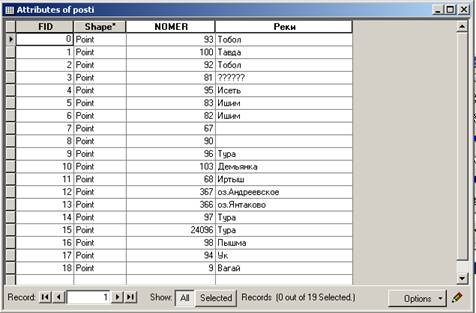 Attributes of posti
FID Shape* NOMER Реки
0 Point 93 Тобол
1 Point 100 Тавда
2 Point 92 Тобол
3 Point 81 ??????
4 Point 95 Исеть
5 Point 83 Ишим
6 Point 82 Ишим
7 Point 67
8 Point 90
9 Point 96 Тура
10 Point 103 Демьянка
11 Point 68 Иртыш
12 Point 367 оз.Андреевское
13 Point 366 оз.Янтаково
14 Point 97 Тура
15 Point 24096 Тура
16 Point 98 Пышма
17 Point 94 Ук
18 Point 9 Вагай
Record: 1 Show: All Selected Records (0 out of 19 Selected.) Options